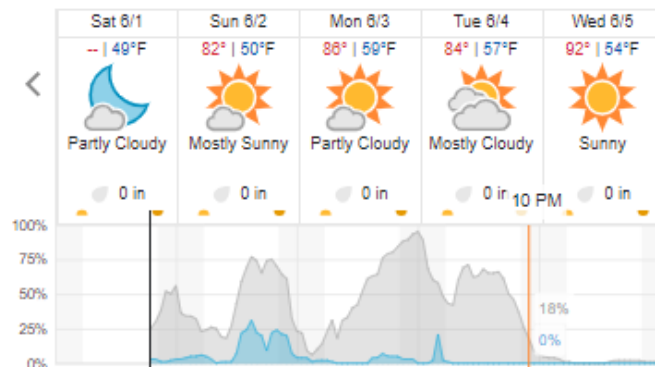 Sat 6/1 Sun 6/2 Mon 6/3 Tue 6/4 Wed 6/5
-- | 49°F 82° | 50°F 86° | 59°F 84° | 57°F 92° | 54°F
Partly Cloudy Mostly Sunny Partly Cloudy Mostly Cloudy Sunny
0 in 0 in 0 in 0 in 0 in
10 PM
100%
75%
50%
18%
25%
0%
0%